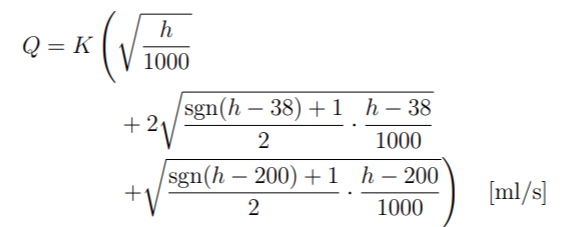 Q = K ( √(h/1000)
+ 2√((sgn(h − 38) + 1)/2 · (h − 38)/1000)
+ √((sgn(h − 200) + 1)/2 · (h − 200)/1000) ) [ml/s]